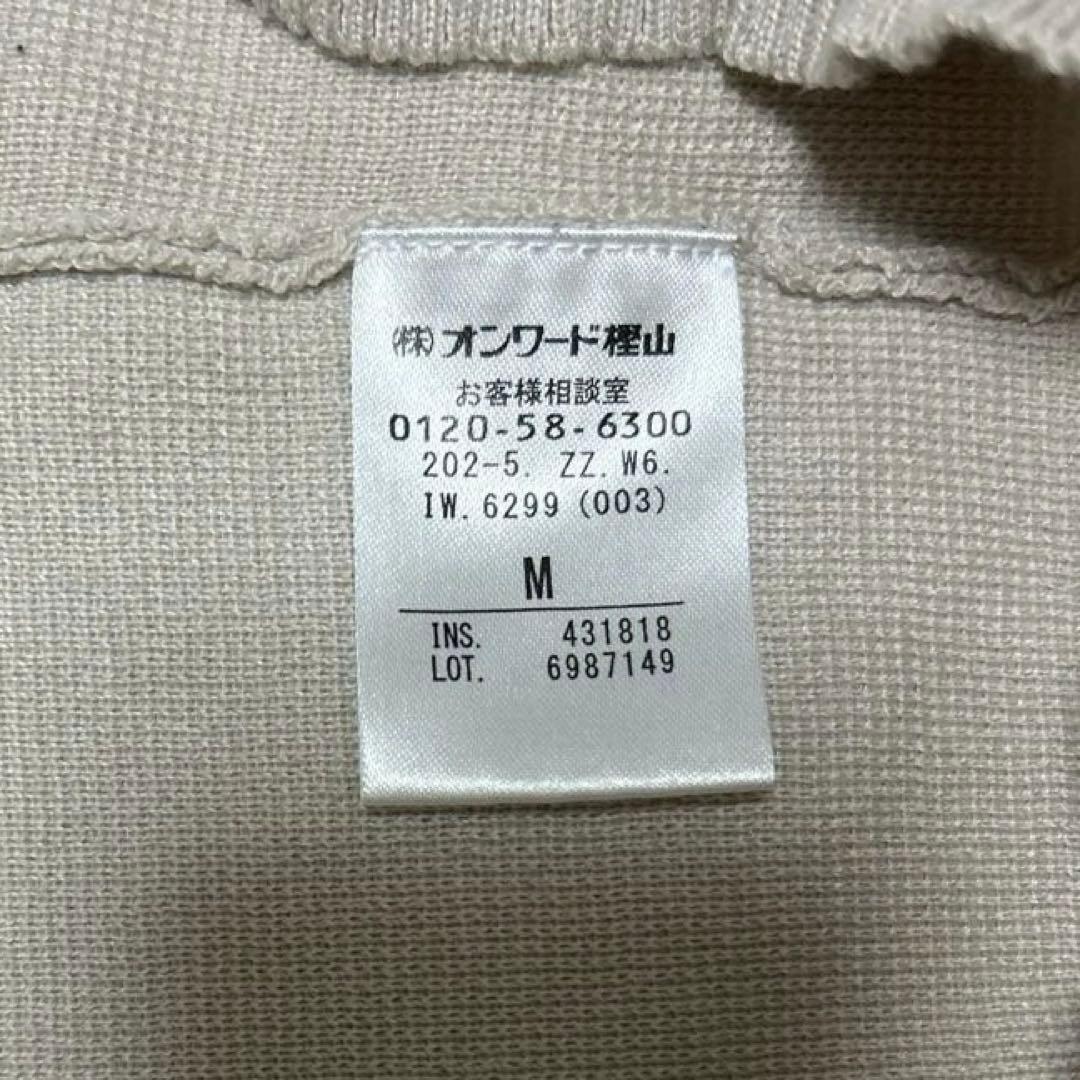 ㈱オンワード樫山
お客様相談室
0120-58-6300
202-5. ZZ. W6.
IW. 6299 (003)
M
INS. 431818
LOT. 6987149